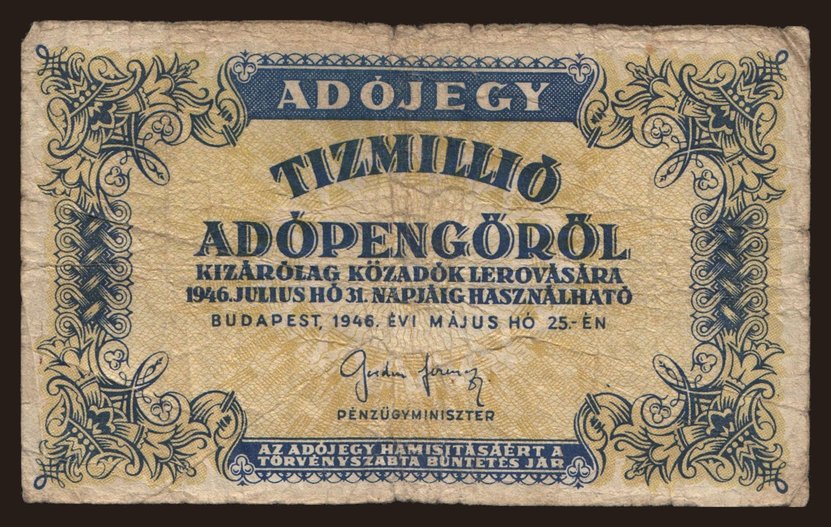 ADÓJEGY
TIZMILLIÓ
ADÓPENGŐRŐL
KIZÁRÓLAG KÖZADÓK LEROVÁSÁRA
1946. JULIUS HÓ 31. NAPJÁIG HASZNÁLHATÓ
BUDAPEST, 1946. ÉVI MÁJUS HÓ 25.-ÉN
PÉNZÜGYMINISZTER
AZ ADÓJEGY HAMISITÁSÁÉRT A
TÖRVÉNYSZABTA BÜNTETÉS JÁR